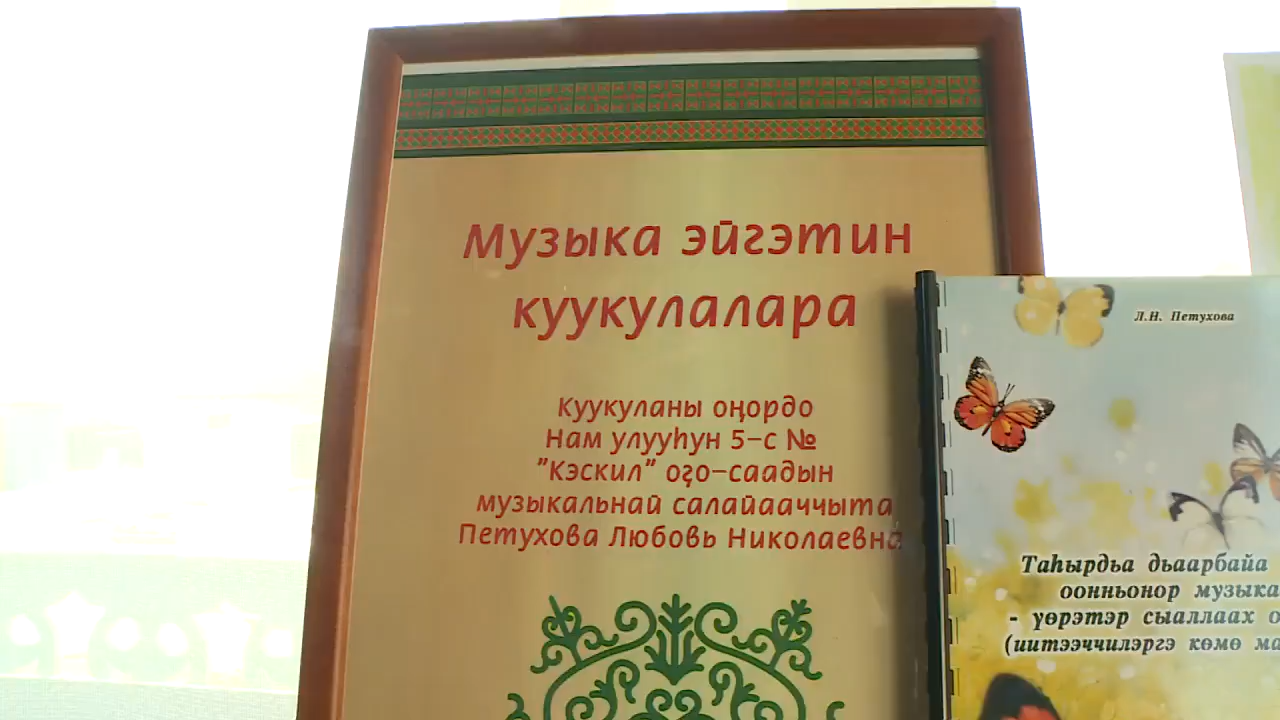 Музыка эйгэтин
куукулалара
Куукуланы оҥордо
Нам улууһун 5-с №
"Кэскил" оҕо-саадын
музыкальнай салайааччыта
Петухова Любовь Николаевна
Л.Н. Петухова
Таһырдьа дьаарбайа
оонньонор музыка
- үөрэтэр сыаллаах
(иитээччилэргэ көмө